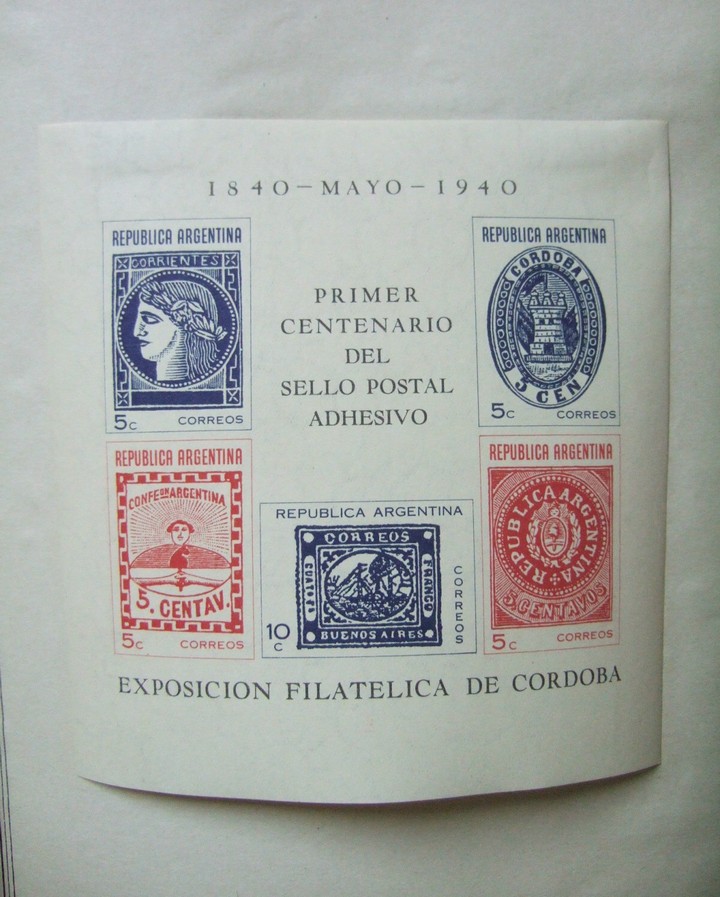 1840-MAYO-1940
REPUBLICA ARGENTINA
CORRIENTES
5c CORREOS
PRIMER
CENTENARIO
DEL
SELLO POSTAL
ADHESIVO
REPUBLICA ARGENTINA
CORDOBA
5 CEN
5c CORREOS
REPUBLICA ARGENTINA
CONFEON ARGENTINA
5. CENTAV.
5c CORREOS
REPUBLICA ARGENTINA
CORREOS
FRANCO
BUENOS AIRES
10 c
CORREOS
REPUBLICA ARGENTINA
REPUBLICA ARGENTINA
5 CENTAVOS
5c CORREOS
EXPOSICION FILATELICA DE CORDOBA